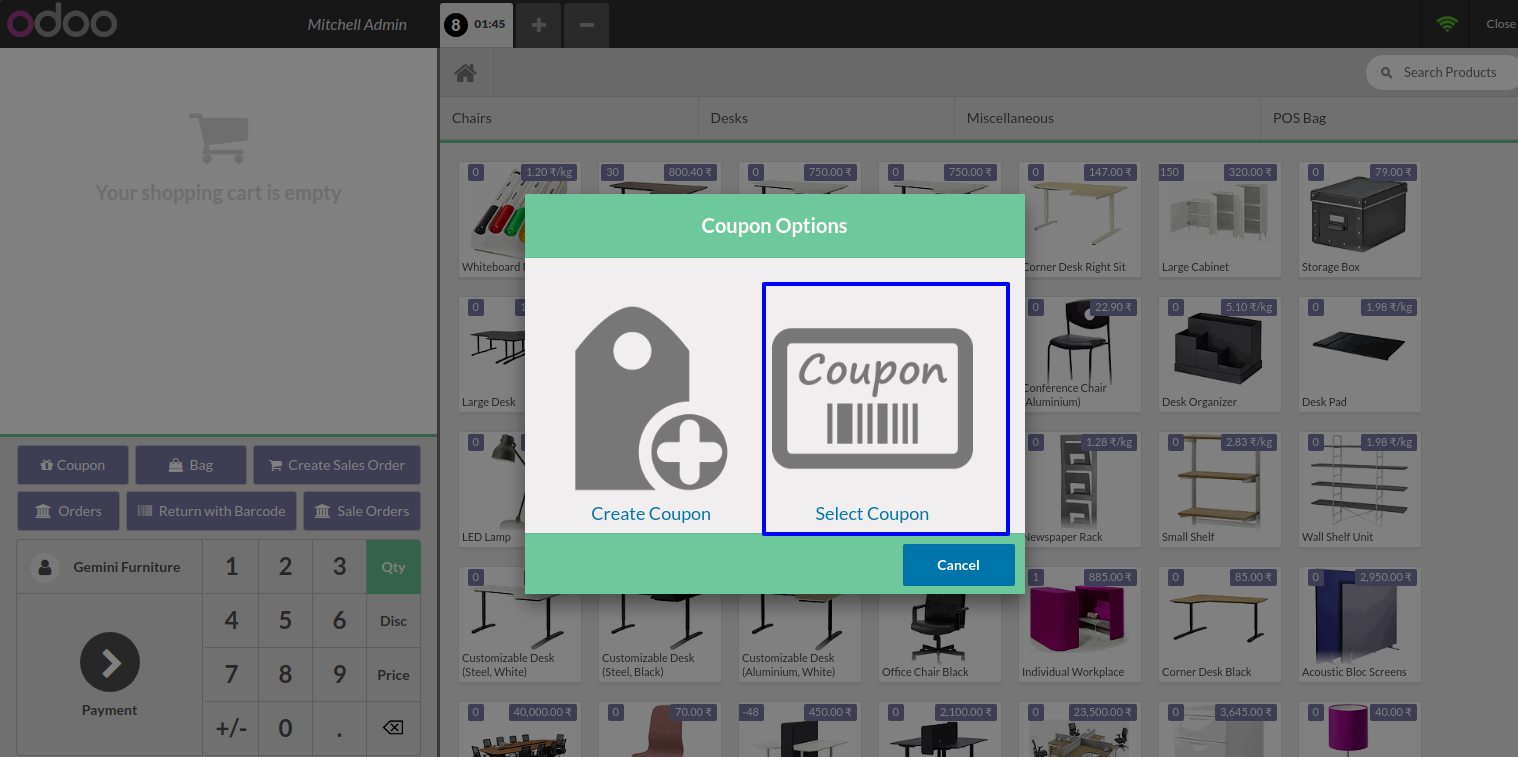 odoo
Mitchell Admin
8 01:45
Close
Search Products
Chairs
Desks
Miscellaneous
POS Bag
Your shopping cart is empty
0 1.20 ₹/kg
30 800.40 ₹
0 750.00 ₹
0 750.00 ₹
0 147.00 ₹
150 320.00 ₹
0 79.00 ₹
Whiteboard
Corner Desk Right Sit
Large Cabinet
Storage Box
Coupon Options
Coupon
Create Coupon
Select Coupon
Cancel
0
0 22.90 ₹
0 5.10 ₹/kg
0 1.98 ₹/kg
Large Desk
Conference Chair
(Aluminium)
Desk Organizer
Desk Pad
0
0 1.28 ₹/kg
0 2.83 ₹/kg
0 1.98 ₹/kg
LED Lamp
Newspaper Rack
Small Shelf
Wall Shelf Unit
0
1 885.00 ₹
0 85.00 ₹
0 2,950.00 ₹
Customizable Desk
(Steel, White)
Customizable Desk
(Steel, Black)
Customizable Desk
(Aluminium, White)
Office Chair Black
Individual Workplace
Corner Desk Black
Acoustic Bloc Screens
0 40,000.00 ₹
0 70.00 ₹
-48 450.00 ₹
0 2,100.00 ₹
0 23,500.00 ₹
0 3,645.00 ₹
0 40.00 ₹
Coupon
Bag
Create Sales Order
Orders
Return with Barcode
Sale Orders
Gemini Furniture
1 2 3 Qty
4 5 6 Disc
7 8 9 Price
+/- 0 .
Payment